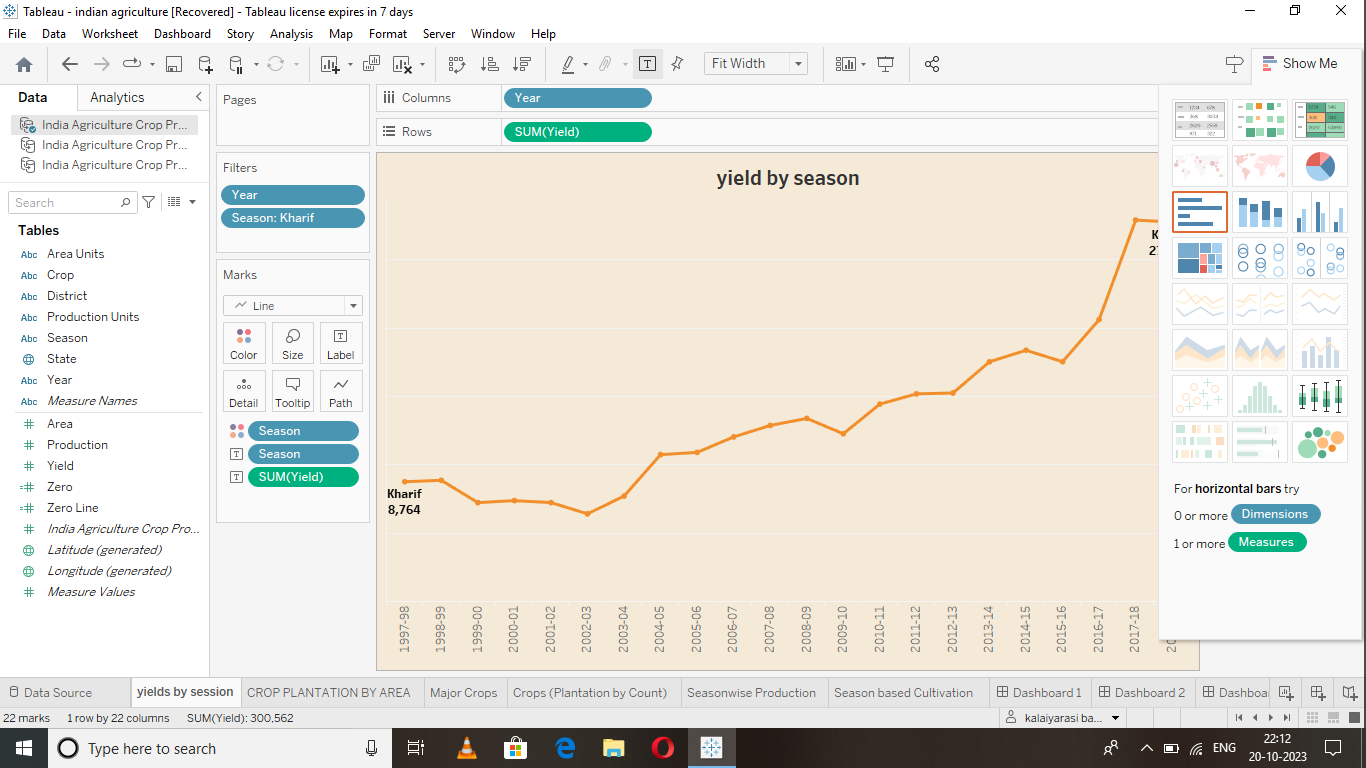 Tableau - indian agriculture [Recovered] - Tableau license expires in 7 days
File Data Worksheet Dashboard Story Analysis Map Format Server Window Help
Fit Width
Show Me
Data Analytics
India Agriculture Crop Pr...
India Agriculture Crop Pr...
India Agriculture Crop Pr...
Search
Tables
Abc Area Units
Abc Crop
Abc District
Abc Production Units
Abc Season
State
Abc Year
Abc Measure Names
Area
Production
Yield
Zero
Zero Line
India Agriculture Crop Pro...
Latitude (generated)
Longitude (generated)
Measure Values
Pages
Filters
Year
Season: Kharif
Marks
Line
Color Size Label
Detail Tooltip Path
Season
Season
SUM(Yield)
Columns Year
Rows SUM(Yield)
yield by season
Kharif
8,764
1997-98
1998-99
1999-00
2000-01
2001-02
2002-03
2003-04
2004-05
2005-06
2006-07
2007-08
2008-09
2009-10
2010-11
2011-12
2012-13
2013-14
2014-15
2015-16
2016-17
2017-18
For horizontal bars try
0 or more Dimensions
1 or more Measures
Data Source yields by session CROP PLANTATION BY AREA Major Crops Crops (Plantation by Count) Seasonwise Production Season based Cultivation Dashboard 1 Dashboard 2 Dashboa
22 marks 1 row by 22 columns SUM(Yield): 300,562 kalaiyarasi ba...
Type here to search
ENG
22:12
20-10-2023